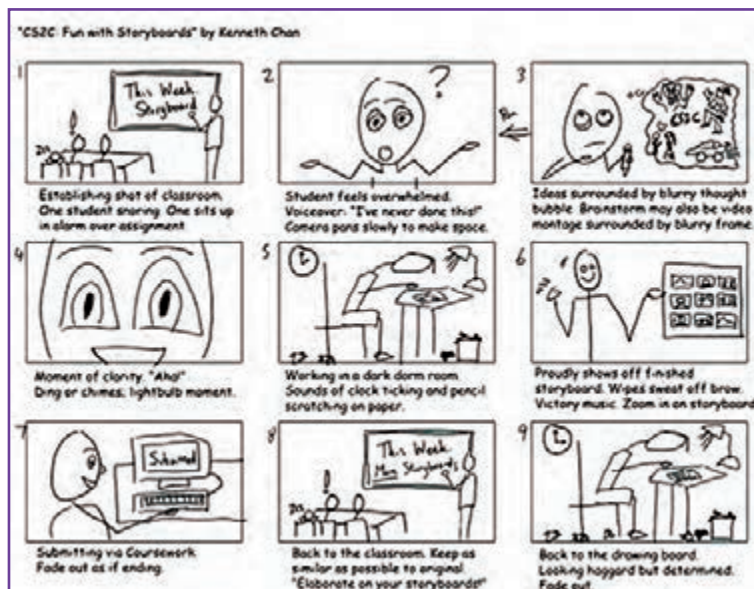 "CS2C: Fun with Storyboards" by Kenneth Chan
1
This Week:
Storyboard
Establishing shot of classroom.
One student snoring. One sits up
in alarm over assignment
2
?
Student feels overwhelmed.
Voiceover: "I've never done this!"
Camera pans slowly to make space.
3
CS2C
Ideas surrounded by blurry thought
bubble. Brainstorm may also be video
montage surrounded by blurry frame.
4
Moment of clarity. "Aha!"
Ding or chimes, lightbulb moment.
5
Working in a dark dorm room.
Sounds of clock ticking and pencil
scratching on paper.
6
Proudly shows off finished
storyboard. Wipes sweat off brow.
Victory music. Zoom in on storyboard
7
Submitting via Coursework.
Fade out as if ending.
8
This Week:
More Storyboards
Back to the classroom. Keep as
similar as possible to original.
"Elaborate on your storyboards!"
9
Back to the drawing board.
Looking haggard but determined.
Fade out.